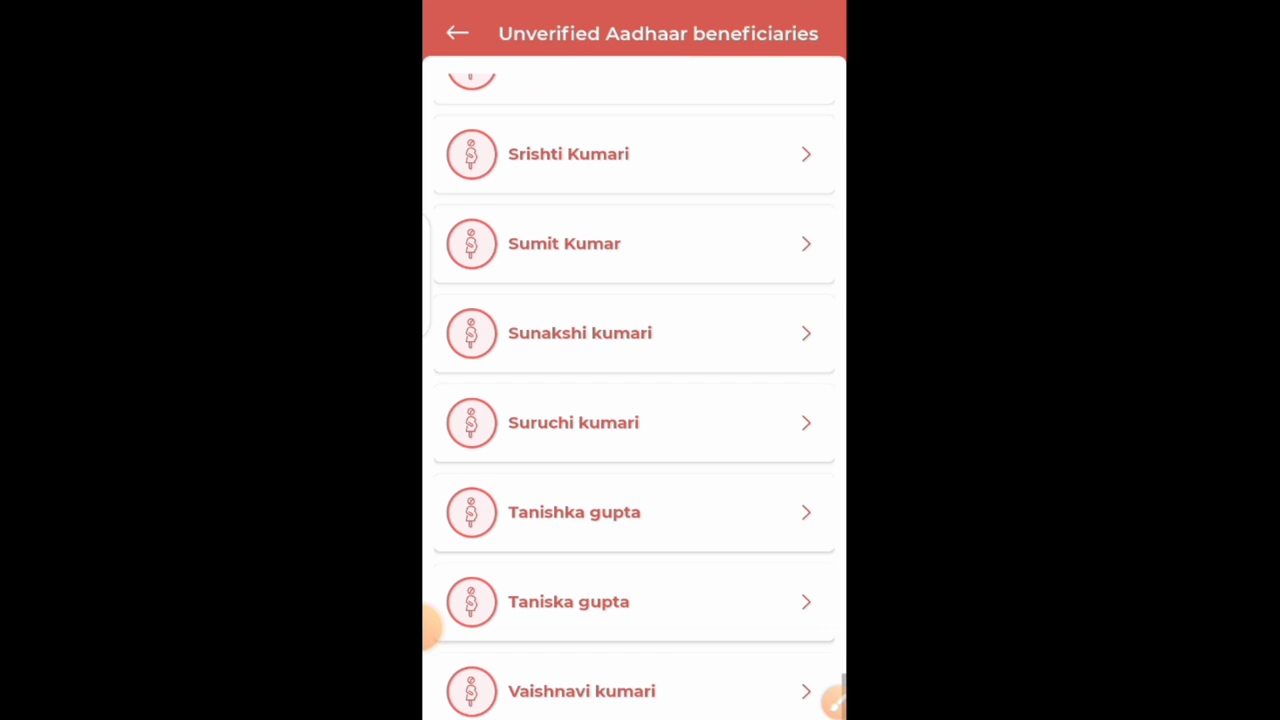 Unverified Aadhaar beneficiaries
Srishti Kumari
Sumit Kumar
Sunakshi kumari
Suruchi kumari
Tanishka gupta
Taniska gupta
Vaishnavi kumari